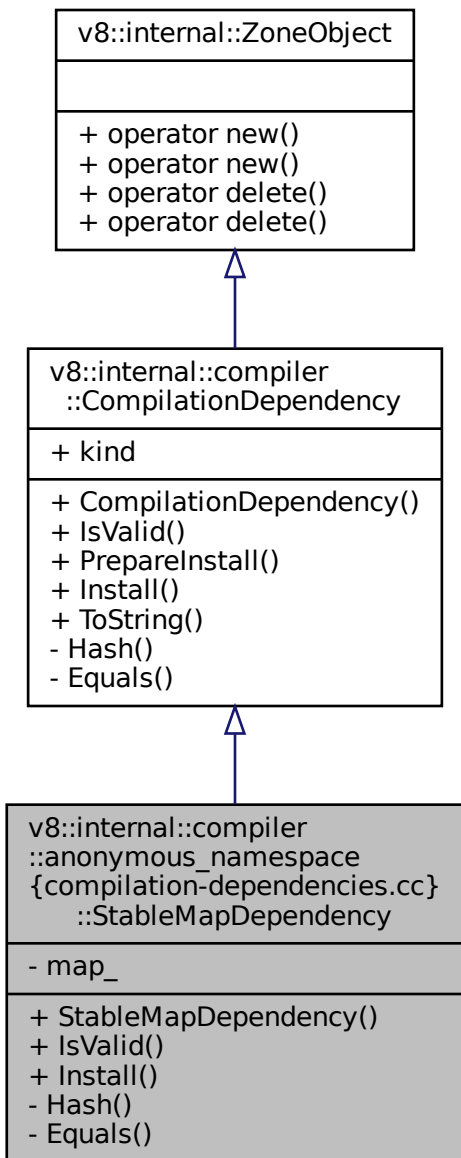 v8::internal::ZoneObject
+ operator new()
+ operator new()
+ operator delete()
+ operator delete()
v8::internal::compiler
::CompilationDependency
+ kind
+ CompilationDependency()
+ IsValid()
+ PrepareInstall()
+ Install()
+ ToString()
- Hash()
- Equals()
v8::internal::compiler
::anonymous_namespace
{compilation-dependencies.cc}
::StableMapDependency
- map_
+ StableMapDependency()
+ IsValid()
+ Install()
- Hash()
- Equals()